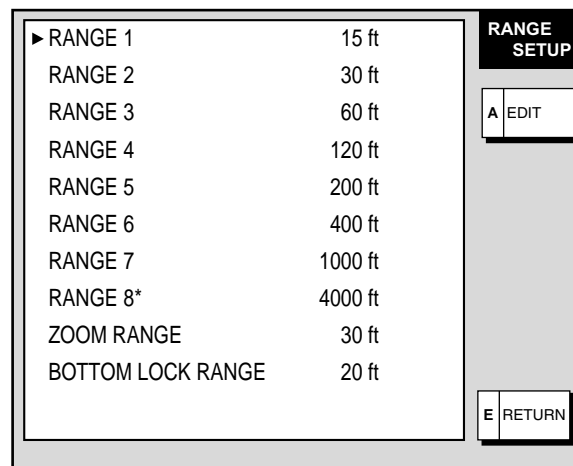 ▶RANGE 1 15 ft
RANGE 2 30 ft
RANGE 3 60 ft
RANGE 4 120 ft
RANGE 5 200 ft
RANGE 6 400 ft
RANGE 7 1000 ft
RANGE 8* 4000 ft
ZOOM RANGE 30 ft
BOTTOM LOCK RANGE 20 ft
RANGE
SETUP
A EDIT
E RETURN